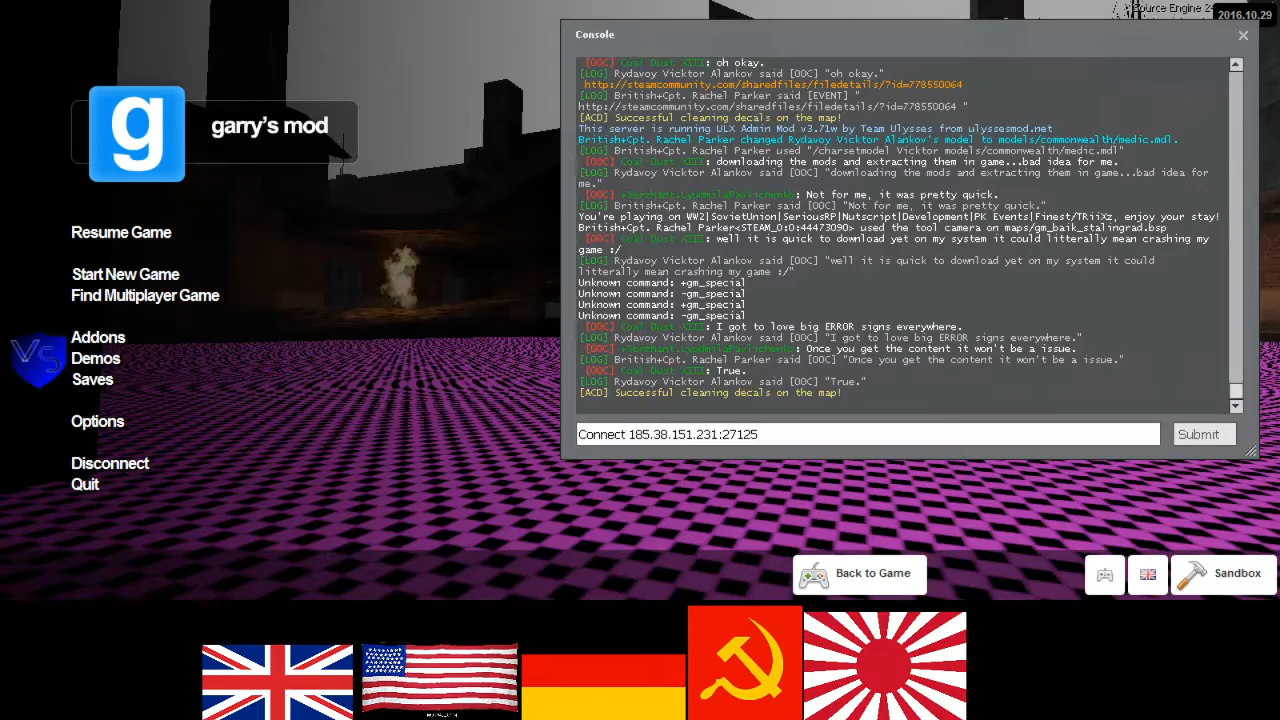 Source Engine 2
2016.10.29
Console
g
garry's mod
Resume Game
Start New Game
Find Multiplayer Game
Addons
Demos
Saves
VS
Options
Disconnect
Quit
[OOC] Coal Dust XIII: oh okay.
[LOG] Rydavoy Vicktor Alankov said [OOC] "oh okay."
http://steamcommunity.com/sharedfiles/filedetails/?id=778550064
[LOG] British+Cpt. Rachel Parker said [EVENT] "
http://steamcommunity.com/sharedfiles/filedetails/?id=778550064 "
[ACD] Successful cleaning decals on the map!
This server is running ULX Admin Mod v3.71w by Team Ulysses from ulyssesmod.net
British+Cpt. Rachel Parker changed Rydavoy Vicktor Alankov's model to models/commonwealth/medic.mdl.
[LOG] British+Cpt. Rachel Parker used "/charsetmodel Vicktor models/commonwealth/medic.mdl"
[OOC] Coal Dust XIII: downloading the mods and extracting them in game...bad idea for me.
[LOG] Rydavoy Vicktor Alankov said [OOC] "downloading the mods and extracting them in game...bad idea for
me."
[OOC] : Not for me, it was pretty quick.
[LOG] British+Cpt. Rachel Parker said [OOC] "Not for me, it was pretty quick."
You're playing on WW2|SovietUnion|SeriousRP|Nutscript|Development|PK Events|Finest/TRiiXz, enjoy your stay!
British+Cpt. Rachel Parker<STEAM_0:0:44473090> used the tool camera on maps/gm_baik_stalingrad.bsp
[OOC] Coal Dust XIII: well it is quick to download yet on my system it could litterally mean crashing my
game :/
[LOG] Rydavoy Vicktor Alankov said [OOC] "well it is quick to download yet on my system it could
litterally mean crashing my game :/"
Unknown command: +gm_special
Unknown command: -gm_special
Unknown command: +gm_special
Unknown command: -gm_special
[OOC] Coal Dust XIII: I got to love big ERROR signs everywhere.
[LOG] Rydavoy Vicktor Alankov said [OOC] "I got to love big ERROR signs everywhere."
[OOC] : Once you get the content it won't be a issue.
[LOG] British+Cpt. Rachel Parker said [OOC] "Once you get the content it won't be a issue."
[OOC] Coal Dust XIII: True.
[LOG] Rydavoy Vicktor Alankov said [OOC] "True."
[ACD] Successful cleaning decals on the map!
Connect 185.38.151.231:27125
Submit
Back to Game
Sandbox